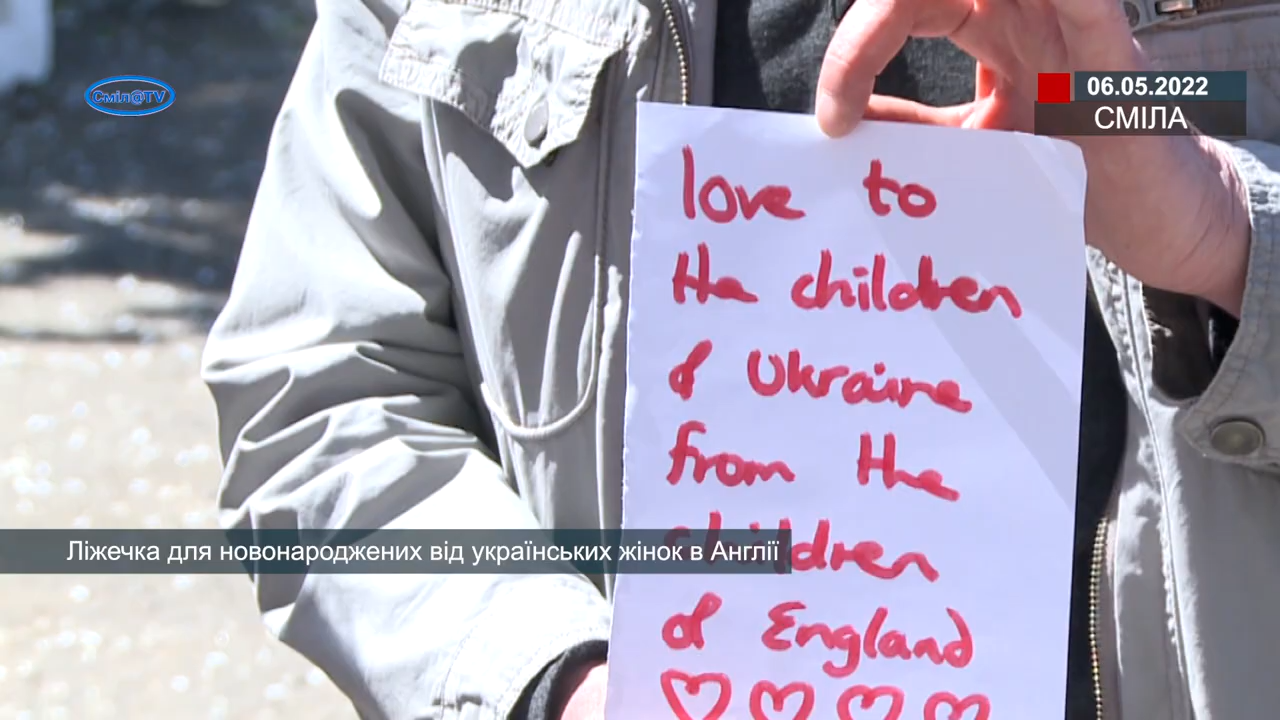 Сміл@TV
06.05.2022
СМІЛА
love to
the children
of Ukraine
from the
children
of England
Ліжечка для новонароджених від українських жінок в Англії